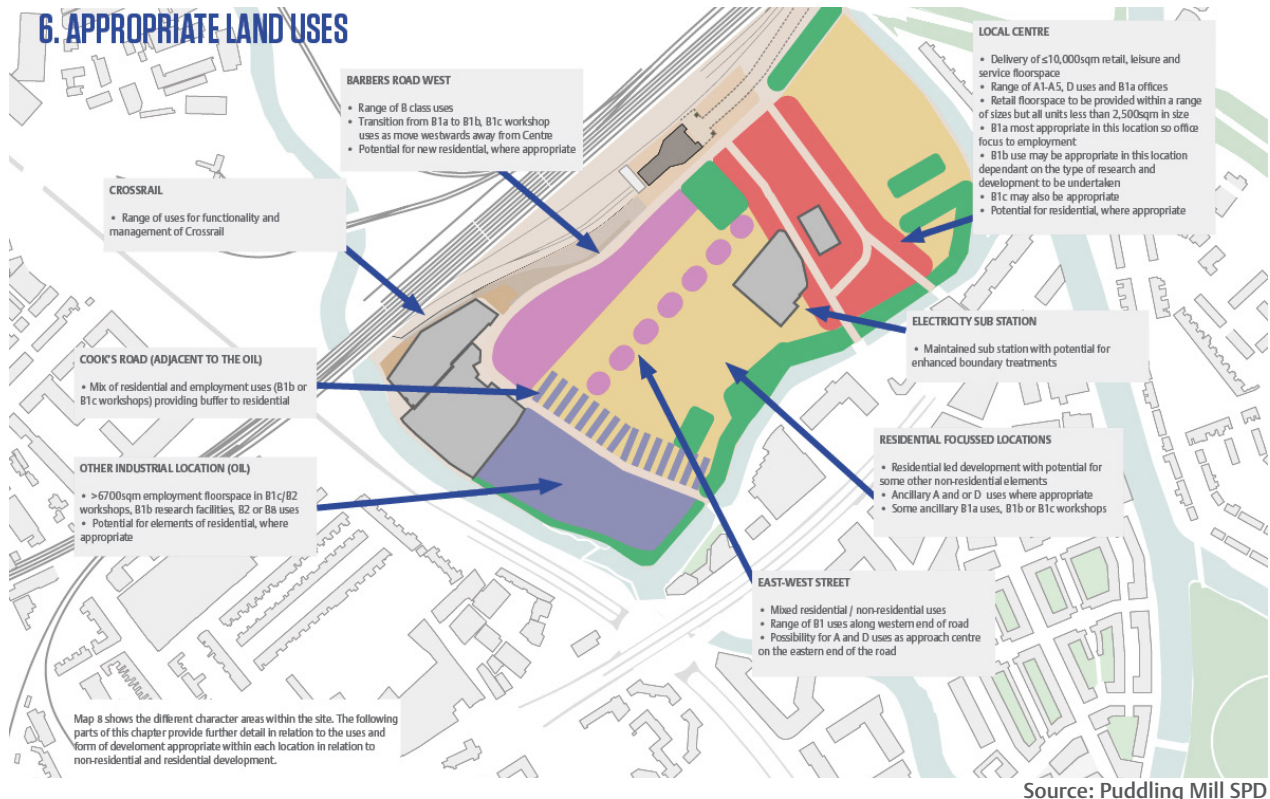 6. APPROPRIATE LAND USES
LOCAL CENTRE
• Delivery of ≤10,000sqm retail, leisure and
service floorspace
• Range of A1-A5, D uses and B1a offices
• Retail floorspace to be provided within a range
of sizes but all units less than 2,500sqm in size
• B1a most appropriate in this location so office
focus to employment
• B1b use may be appropriate in this location
dependant on the type of research and
development to be undertaken
• B1c may also be appropriate
• Potential for residential, where appropriate
BARBERS ROAD WEST
• Range of B class uses
• Transition from B1a to B1b, B1c workshop
uses as move westwards away from Centre
• Potential for new residential, where appropriate
CROSSRAIL
• Range of uses for functionality and
management of Crossrail
ELECTRICITY SUB STATION
• Maintained sub station with potential for
enhanced boundary treatments
COOK'S ROAD (ADJACENT TO THE OIL)
• Mix of residential and employment uses (B1b or
B1c workshops) providing buffer to residential
RESIDENTIAL FOCUSSED LOCATIONS
• Residential led development with potential for
some other non-residential elements
• Ancillary A and or D uses where appropriate
• Some ancillary B1a uses, B1b or B1c workshops
OTHER INDUSTRIAL LOCATION (OIL)
• >6700sqm employment floorspace in B1c/B2
workshops, B1b research facilities, B2 or B8 uses
• Potential for elements of residential, where
appropriate
EAST-WEST STREET
• Mixed residential / non-residential uses
• Range of B1 uses along western end of road
• Possibility for A and D uses as approach centre
on the eastern end of the road
Map 8 shows the different character areas within the site. The following
parts of this chapter provide further detail in relation to the uses and
form of develoment appropriate within each location in relation to
non-residential and residential development.
Source: Puddling Mill SPD